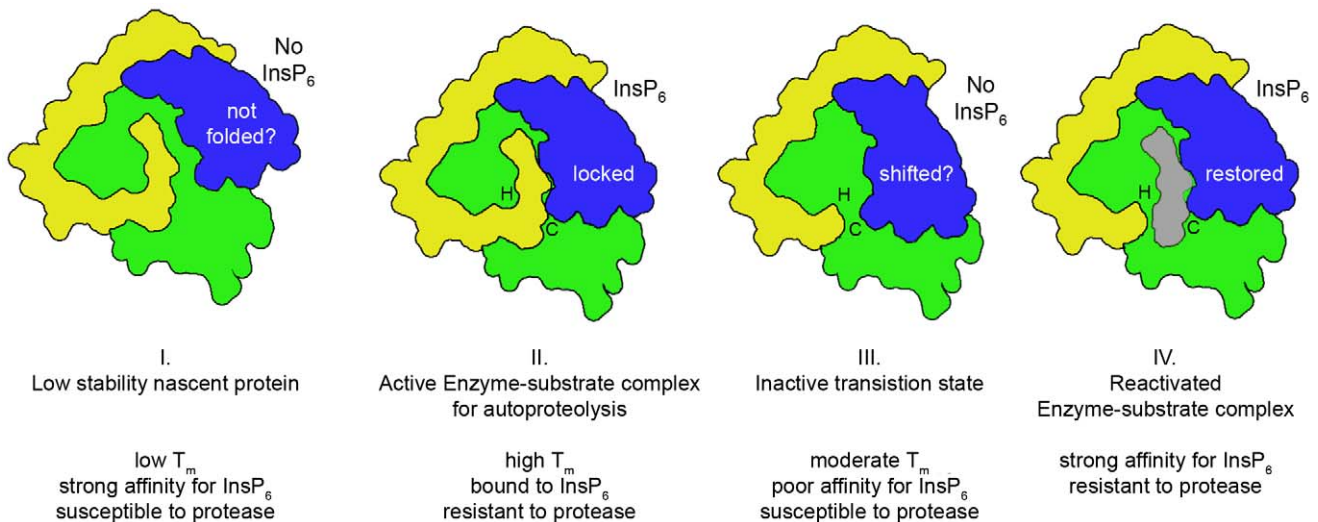 No
InsP6
not
folded?
I.
Low stability nascent protein
low Tm
strong affinity for InsP6
susceptible to protease
InsP6
locked
H
C
II.
Active Enzyme-substrate complex
for autoproteolysis
high Tm
bound to InsP6
resistant to protease
No
InsP6
shifted?
C
III.
Inactive transistion state
moderate Tm
poor affinity for InsP6
susceptible to protease
InsP6
restored
H
C
IV.
Reactivated
Enzyme-substrate complex
strong affinity for InsP6
resistant to protease